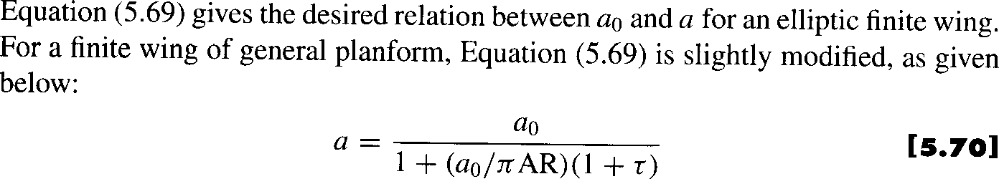 Equation (5.69) gives the desired relation between a₀ and a for an elliptic finite wing.
For a finite wing of general planform, Equation (5.69) is slightly modified, as given
below:
a = a₀ / (1 + (a₀/π AR)(1 + τ)) [5.70]